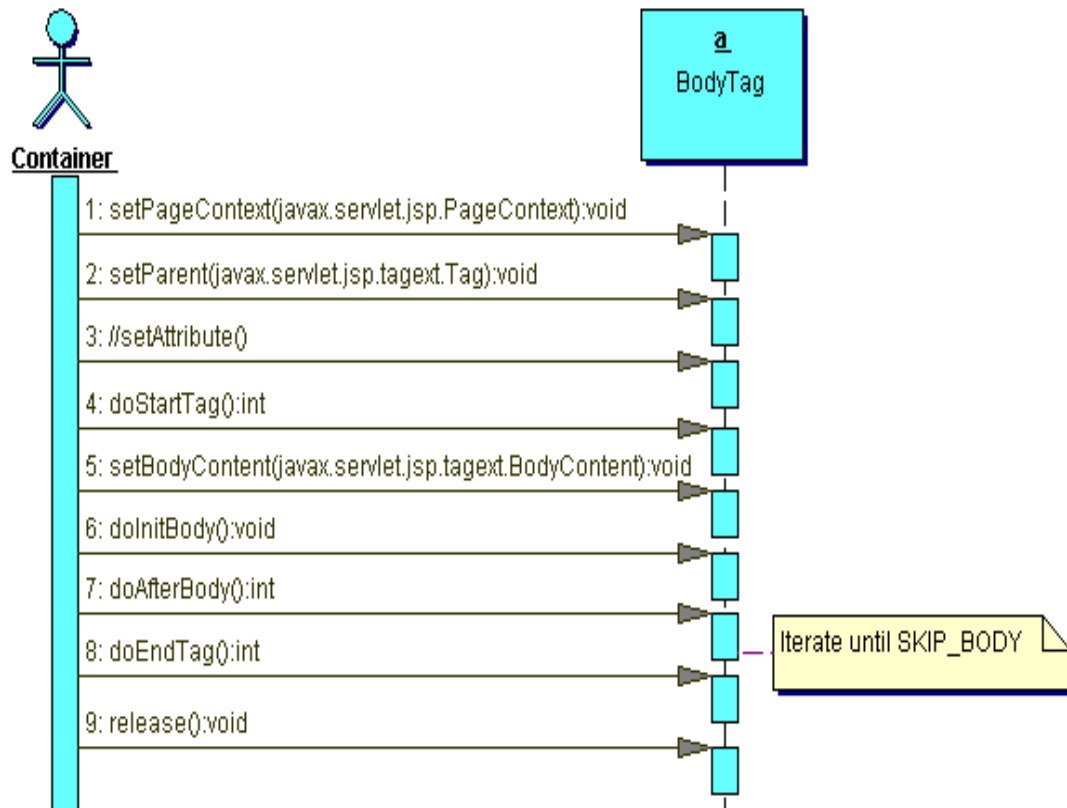 a
BodyTag
Container
1: setPageContext(javax.servlet.jsp.PageContext):void
2: setParent(javax.servlet.jsp.tagext.Tag):void
3: //setAttribute()
4: doStartTag():int
5: setBodyContent(javax.servlet.jsp.tagext.BodyContent):void
6: doInitBody():void
7: doAfterBody():int
Iterate until SKIP_BODY
8: doEndTag():int
9: release():void